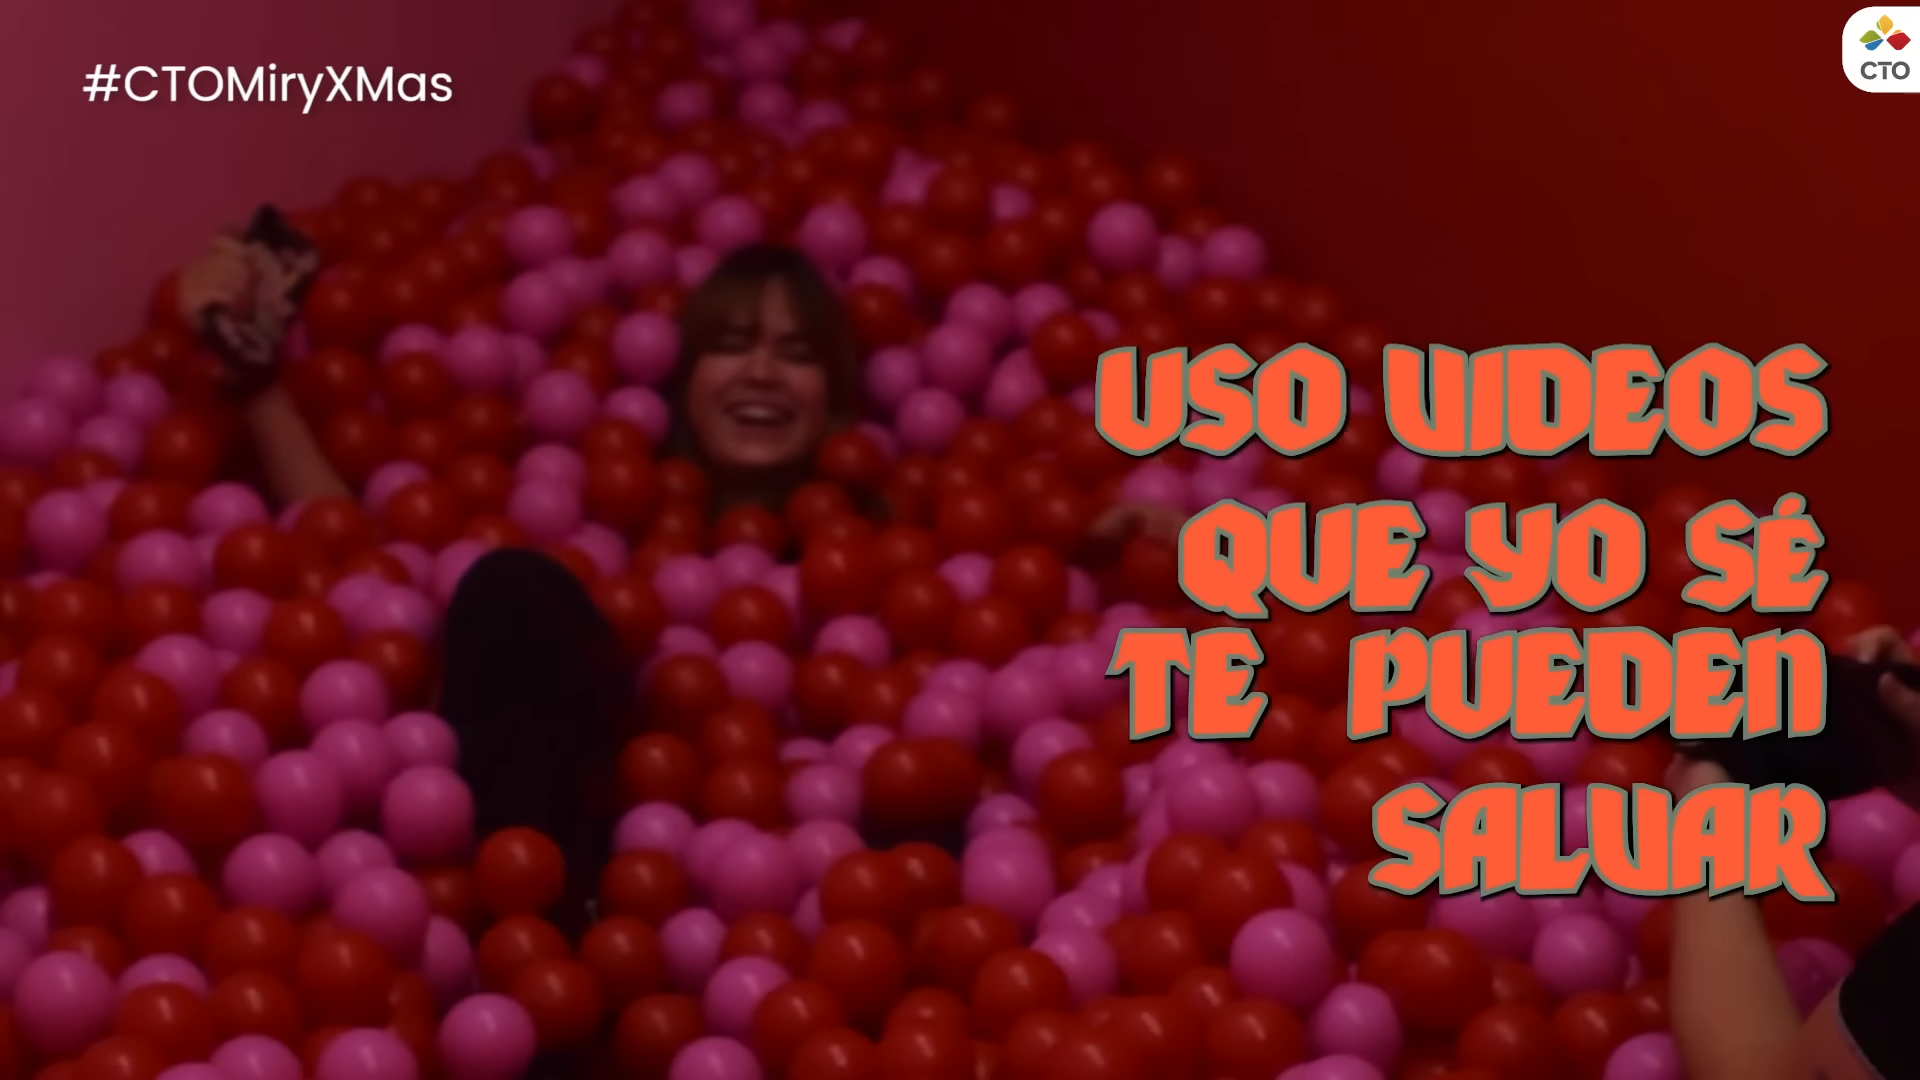 #CTOMiryXMas
CTO
USO VIDEOS
QUE YO SÉ
TE PUEDEN
SALVAR